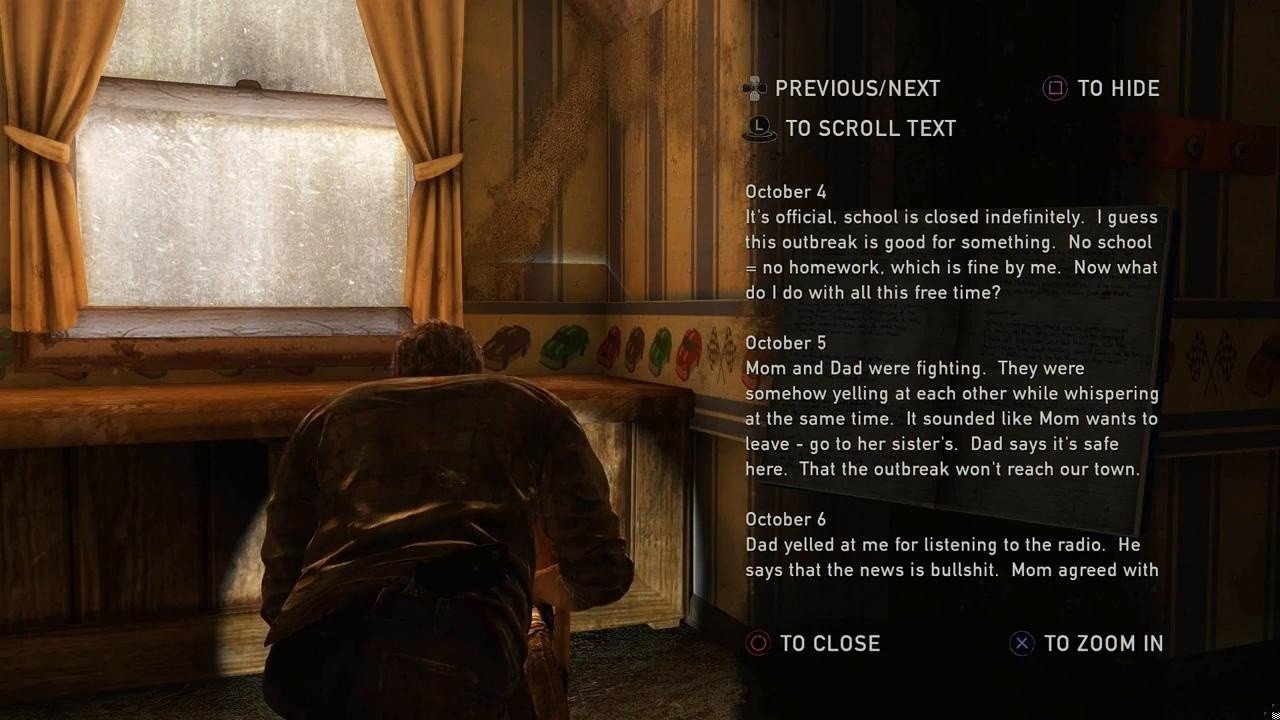 PREVIOUS/NEXT
TO HIDE
L TO SCROLL TEXT
October 4
It's official, school is closed indefinitely. I guess
this outbreak is good for something. No school
= no homework, which is fine by me. Now what
do I do with all this free time?
October 5
Mom and Dad were fighting. They were
somehow yelling at each other while whispering
at the same time. It sounded like Mom wants to
leave - go to her sister's. Dad says it's safe
here. That the outbreak won't reach our town.
October 6
Dad yelled at me for listening to the radio. He
says that the news is bullshit. Mom agreed with
TO CLOSE
TO ZOOM IN